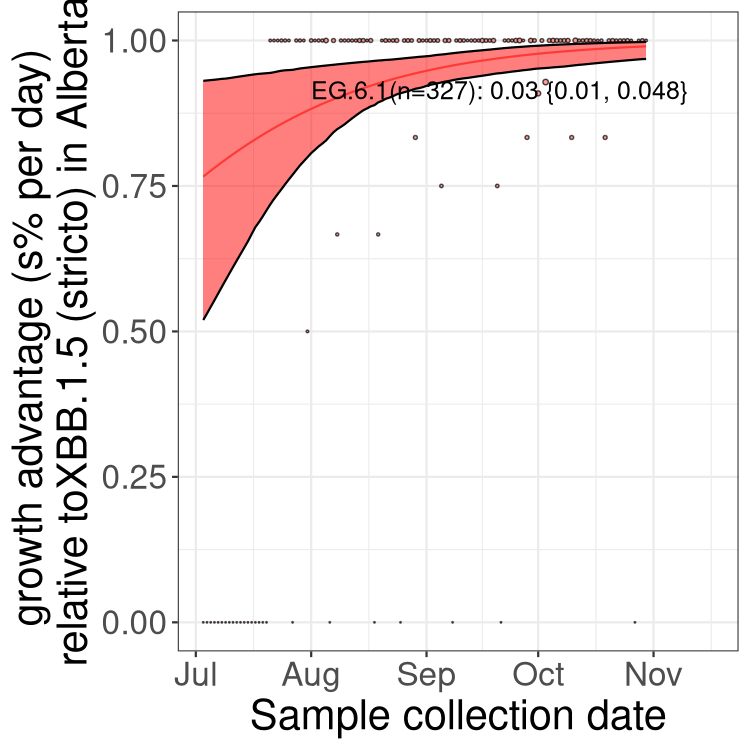 growth advantage (s% per day)
relative toXBB.1.5 (stricto) in Alberta
1.00
0.75
0.50
0.25
0.00
EG.6.1(n=327): 0.03 {0.01, 0.048}
Jul Aug Sep Oct Nov
Sample collection date